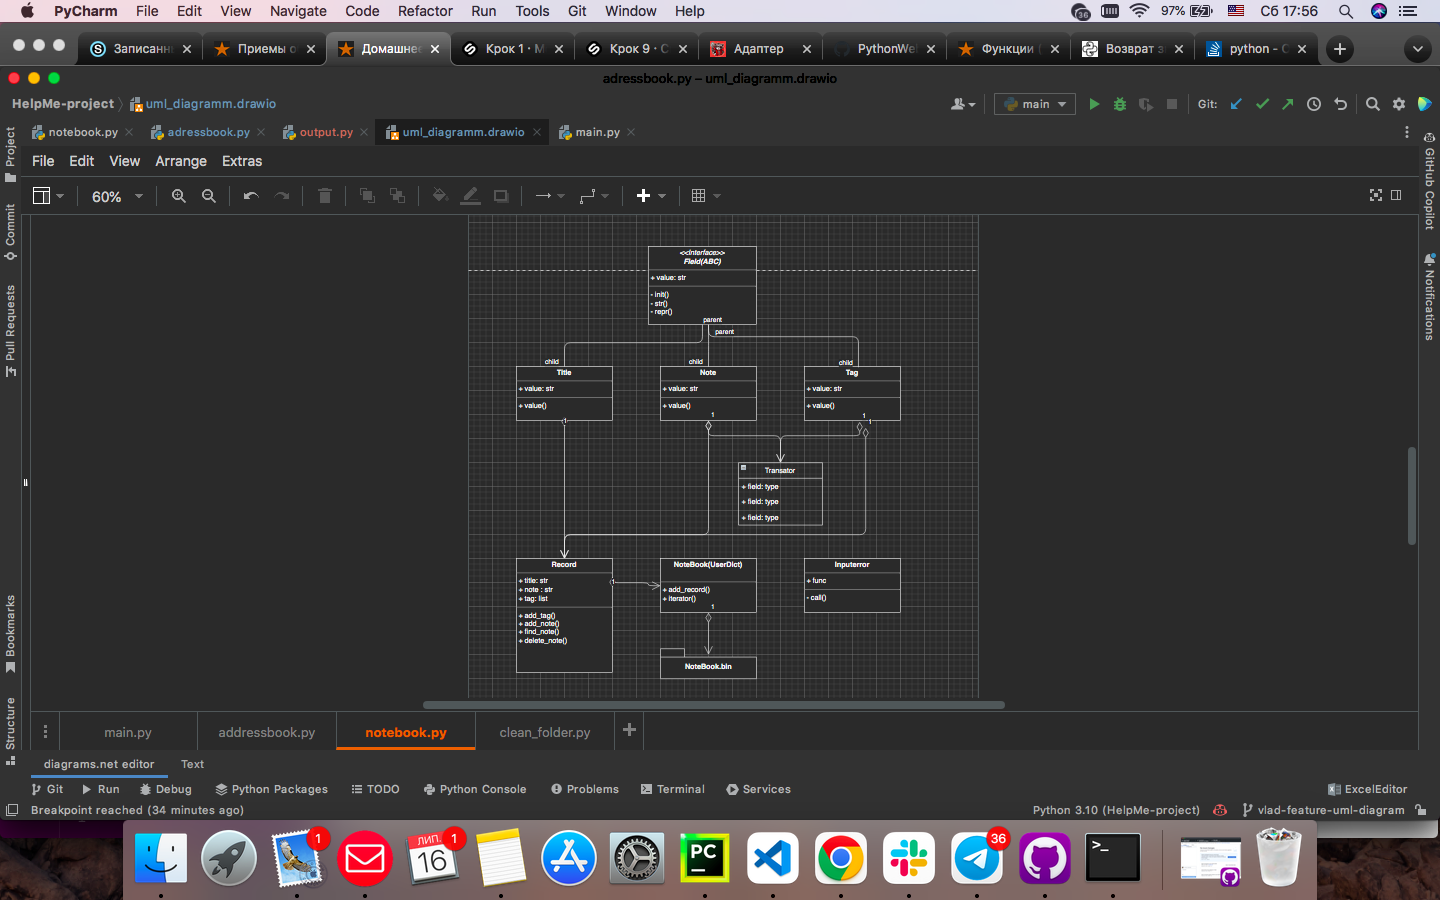 PyCharm File Edit View Navigate Code Refactor Run Tools Git Window Help 36 97% Сб 17:56
Записанн Приемы о Домашнее Крок 1 · М Крок 9 · С Адаптер PythonWel Функции ( Возврат з python - С
adressbook.py – uml_diagramm.drawio
HelpMe-project uml_diagramm.drawio main Git:
notebook.py adressbook.py output.py uml_diagramm.drawio main.py
File Edit View Arrange Extras
60%
Project
Commit
Pull Requests
Bookmarks
Structure
GitHub Copilot
Notifications
<<Interface>>
Field(ABC)
+ value: str
- init()
- str()
- repr()
parent
parent
child child child
Title
+ value: str
+ value()
1
Note
+ value: str
+ value()
1
Tag
+ value: str
+ value()
1
1
Transator
+ field: type
+ field: type
+ field: type
Record
+ title: str
+ note : str
+ tag: list
+ add_tag()
+ add_note()
+ find_note()
+ delete_note()
1
NoteBook(UserDict)
+ add_record()
+ iterator()
1
Inputerror
+ func
- call()
NoteBook.bin
main.py addressbook.py notebook.py clean_folder.py
diagrams.net editor Text
Git Run Debug Python Packages TODO Python Console Problems Terminal Services ExcelEditor
Breakpoint reached (34 minutes ago) Python 3.10 (HelpMe-project) vlad-feature-uml-diagram
1
ЛИП.
16
1
PC
36
>_